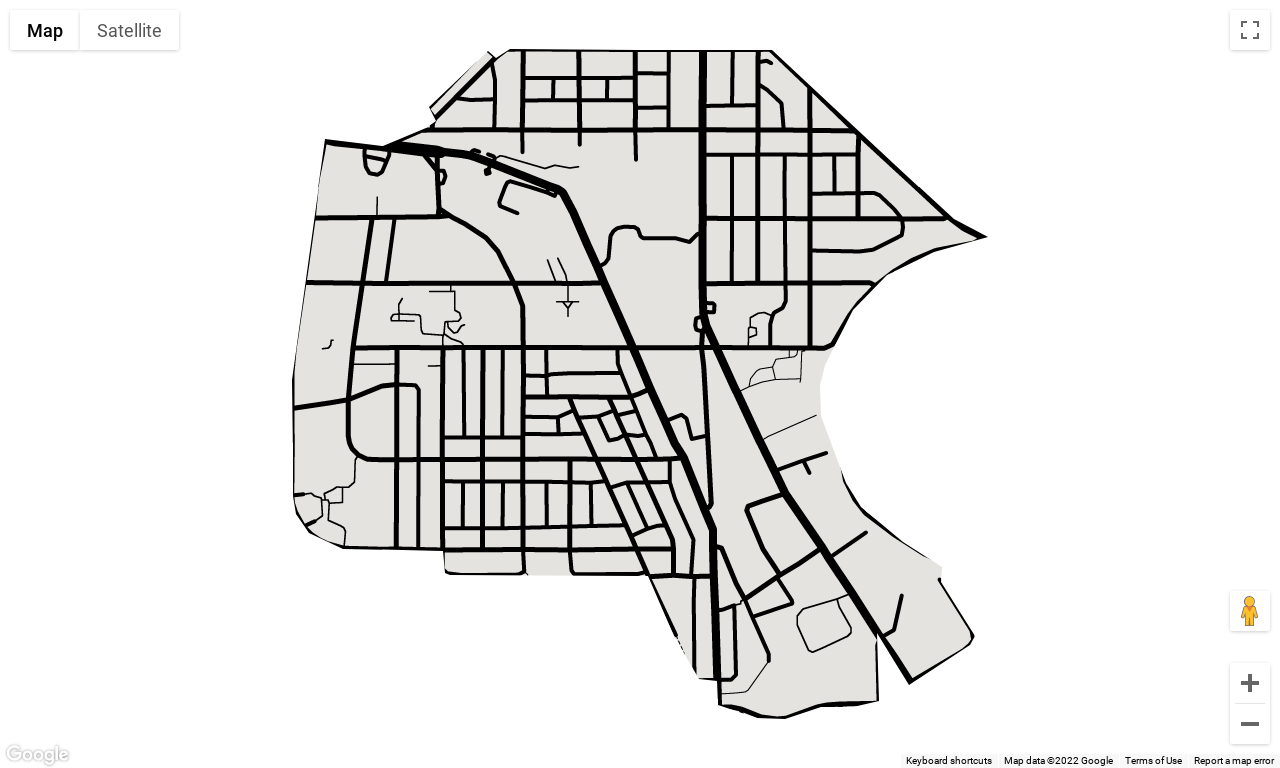 Map Satellite
Google
Keyboard shortcuts Map data ©2022 Google Terms of Use Report a map error